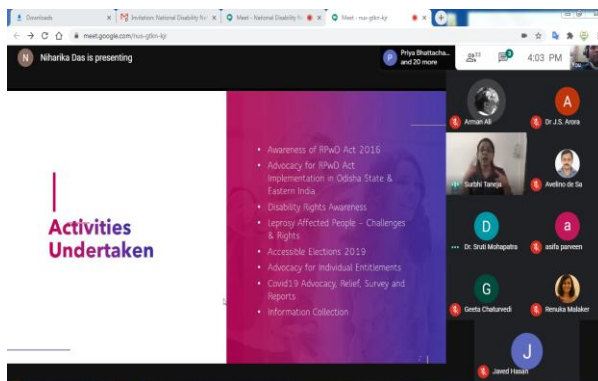 Downloads
Invitation: National Disability Ne
Meet - National Disability N
Meet - nus-gtkn-kjr
meet.google.com/nus-gtkn-kjr
N
Niharika Das is presenting
P
Priya Bhattacha...
and 20 more
33
4:03 PM
You
Activities
Undertaken
• Awareness of RPwD Act 2016
• Advocacy for RPwD Act
Implementation in Odisha State &
Eastern India
• Disability Rights Awareness
• Leprosy Affected People – Challenges
& Rights
• Accessible Elections 2019
• Advocacy for Individual Entitlements
• Covid19 Advocacy, Relief, Survey and
Reports
• Information Collection
Arman Ali
A
Dr J.S. Arora
Surbhi Taneja
Avelino de Sa
D
Dr. Sruti Mohapatra
a
asifa parveen
G
Geeta Chaturvedi
Renuka Malaker
J
Javed Hasan